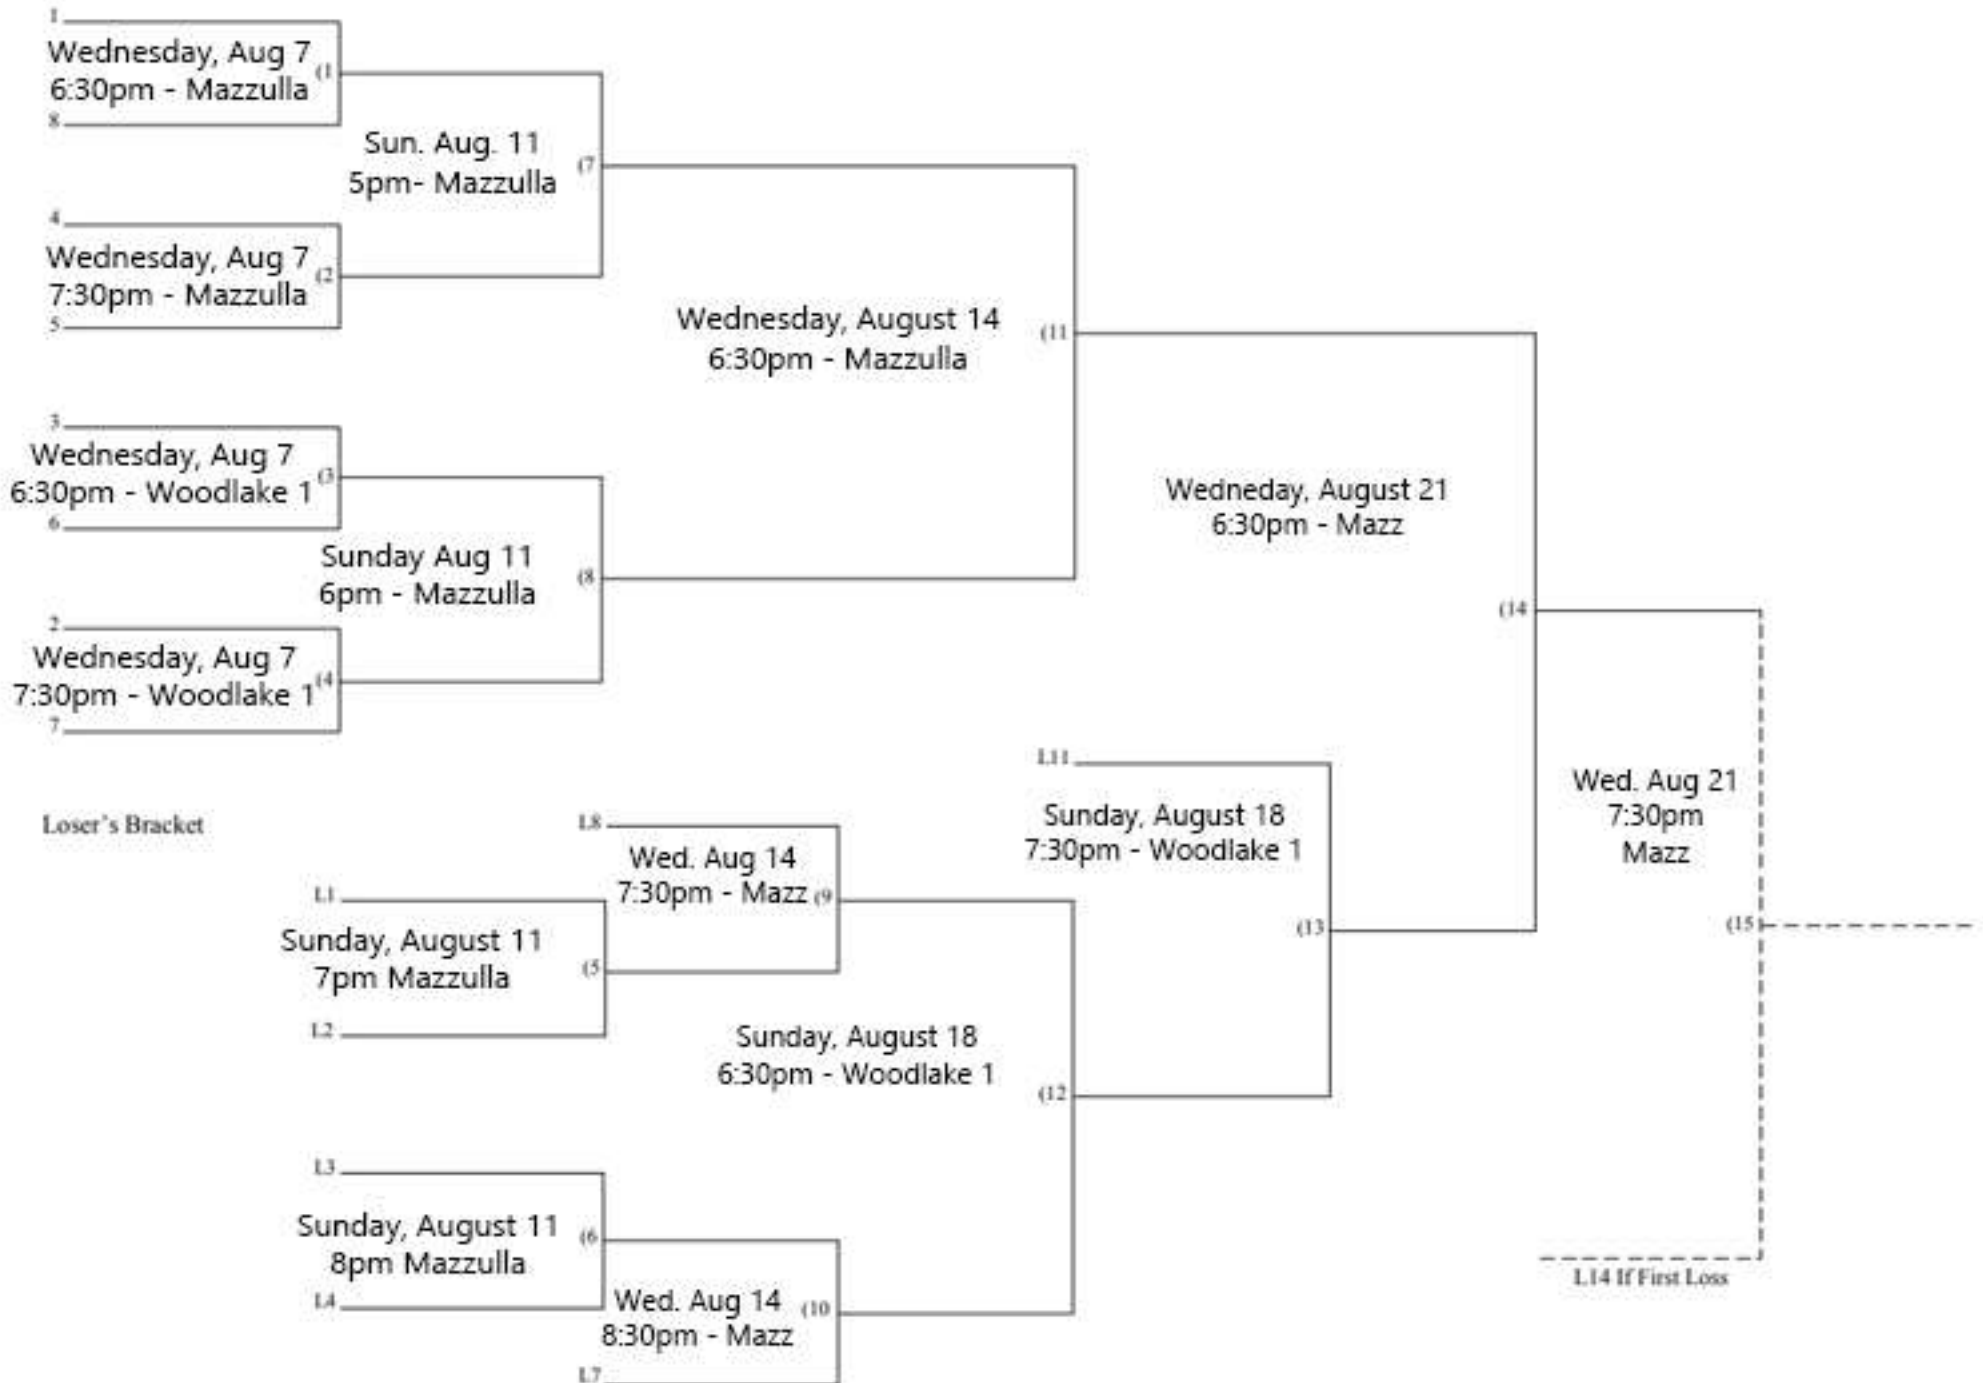 1
Wednesday, Aug 7
6:30pm - Mazzulla
(1
8
Sun. Aug. 11
5pm- Mazzulla
(7
4
Wednesday, Aug 7
7:30pm - Mazzulla
(2
5
Wednesday, August 14
6:30pm - Mazzulla
(11
3
Wednesday, Aug 7
6:30pm - Woodlake 1
(3
6
Sunday Aug 11
6pm - Mazzulla
(8
2
Wednesday, Aug 7
7:30pm - Woodlake 1
(4
7
Wedneday, August 21
6:30pm - Mazz
(14
Loser's Bracket
L8
Wed. Aug 14
7:30pm - Mazz
(9
L1
Sunday, August 11
7pm Mazzulla
(5
L2
L11
Sunday, August 18
7:30pm - Woodlake 1
(13
Wed. Aug 21
7:30pm
Mazz
(15
Sunday, August 18
6:30pm - Woodlake 1
(12
L3
Sunday, August 11
8pm Mazzulla
(6
L4
Wed. Aug 14
8:30pm - Mazz
(10
L7
L14 If First Loss